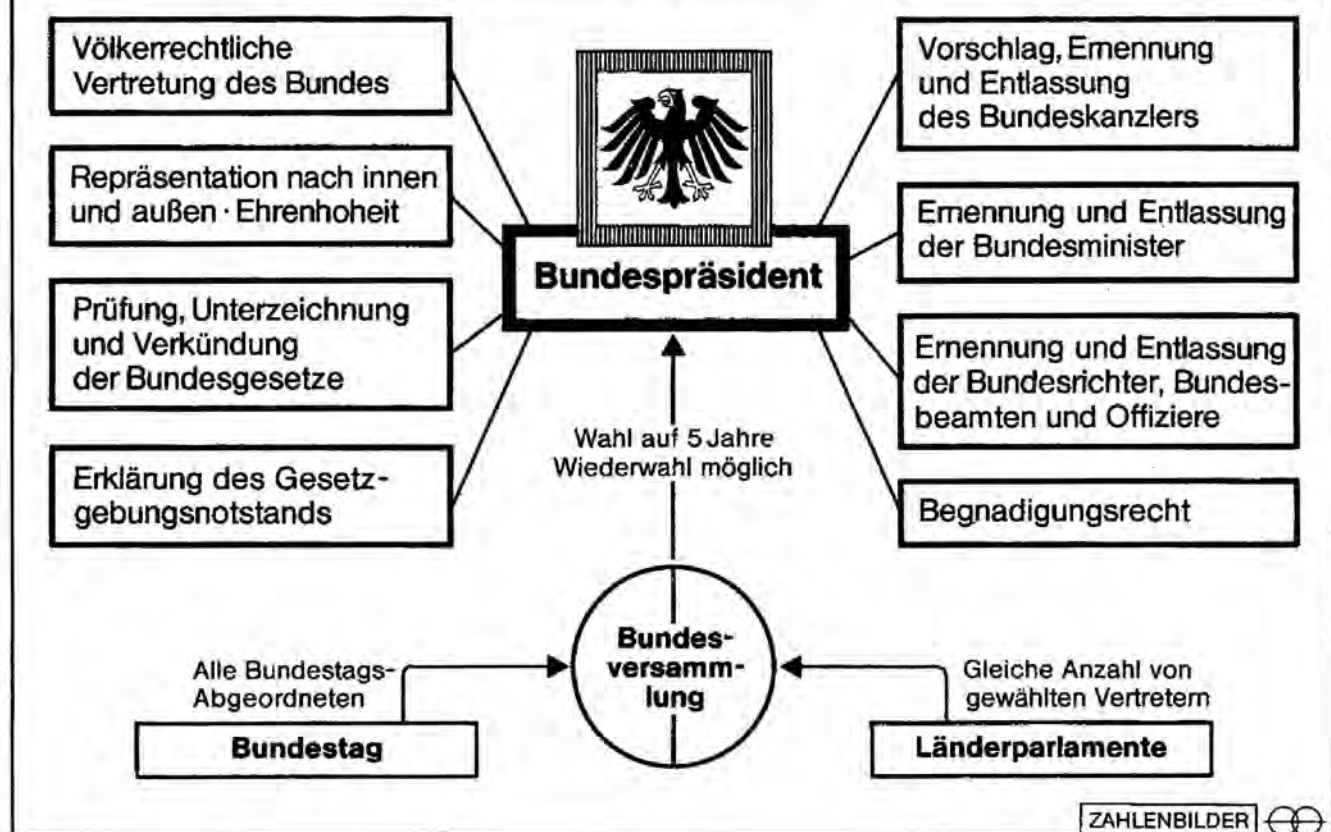 Völkerrechtliche
Vertretung des Bundes
Repräsentation nach innen
und außen · Ehrenhoheit
Prüfung, Unterzeichnung
und Verkündung
der Bundesgesetze
Erklärung des Gesetz-
gebungsnotstands
Bundespräsident
Vorschlag, Ernennung
und Entlassung
des Bundeskanzlers
Ernennung und Entlassung
der Bundesminister
Ernennung und Entlassung
der Bundesrichter, Bundes-
beamten und Offiziere
Begnadigungsrecht
Wahl auf 5 Jahre
Wiederwahl möglich
Bundes-
versamm-
lung
Alle Bundestags-
Abgeordneten
Bundestag
Gleiche Anzahl von
gewählten Vertretern
Länderparlamente
ZAHLENBILDER